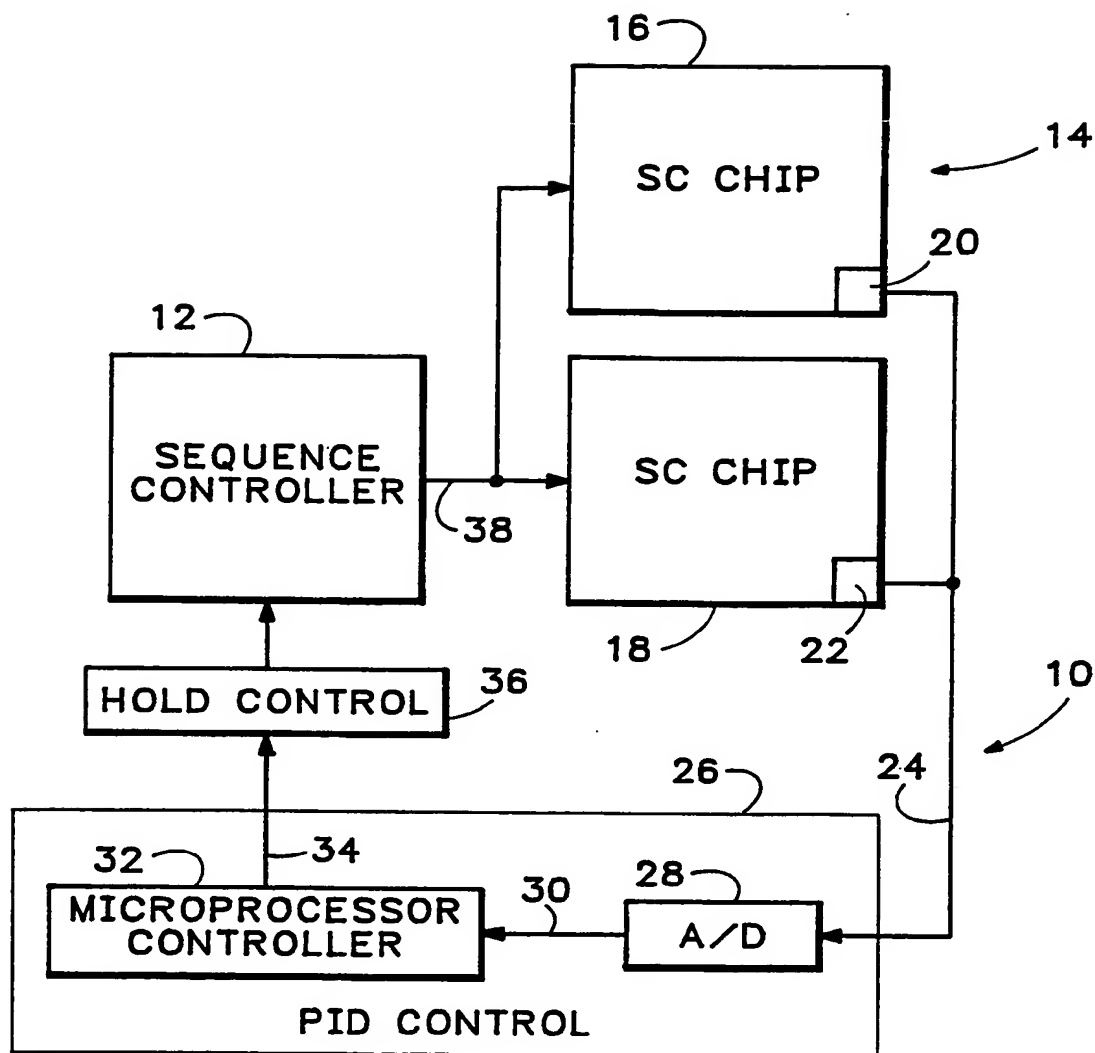 16
SC CHIP
14
20
12
SEQUENCE
CONTROLLER
38
SC CHIP
18
22
HOLD CONTROL
36
10
24
26
34
32
MICROPROCESSOR
CONTROLLER
30
28
A/D
PID CONTROL